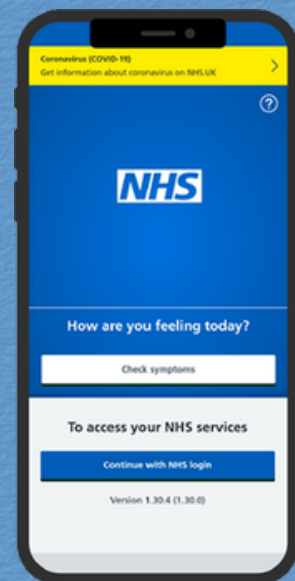 Coronavirus (COVID-19)
Get information about coronavirus on NHS.UK
?
NHS
How are you feeling today?
Check symptoms
To access your NHS services
Continue with NHS login
Version 1.30.4 (1.30.0)